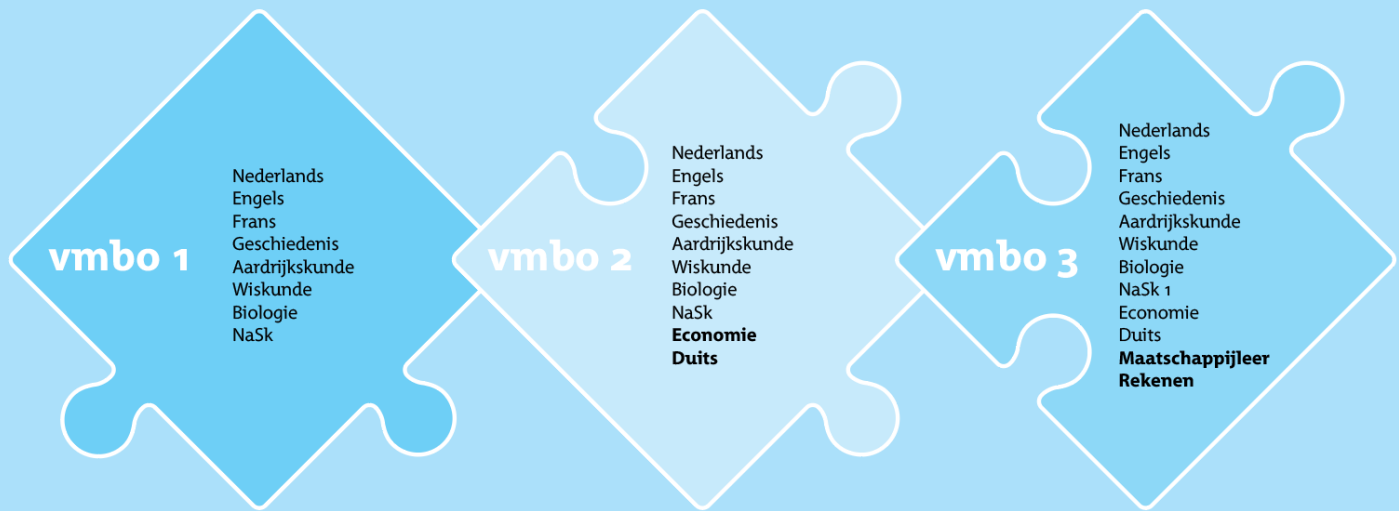 vmbo 1
Nederlands
Engels
Frans
Geschiedenis
Aardrijkskunde
Wiskunde
Biologie
NaSk
vmbo 2
Nederlands
Engels
Frans
Geschiedenis
Aardrijkskunde
Wiskunde
Biologie
NaSk
Economie
Duits
vmbo 3
Nederlands
Engels
Frans
Geschiedenis
Aardrijkskunde
Wiskunde
Biologie
NaSk 1
Economie
Duits
Maatschappijleer
Rekenen